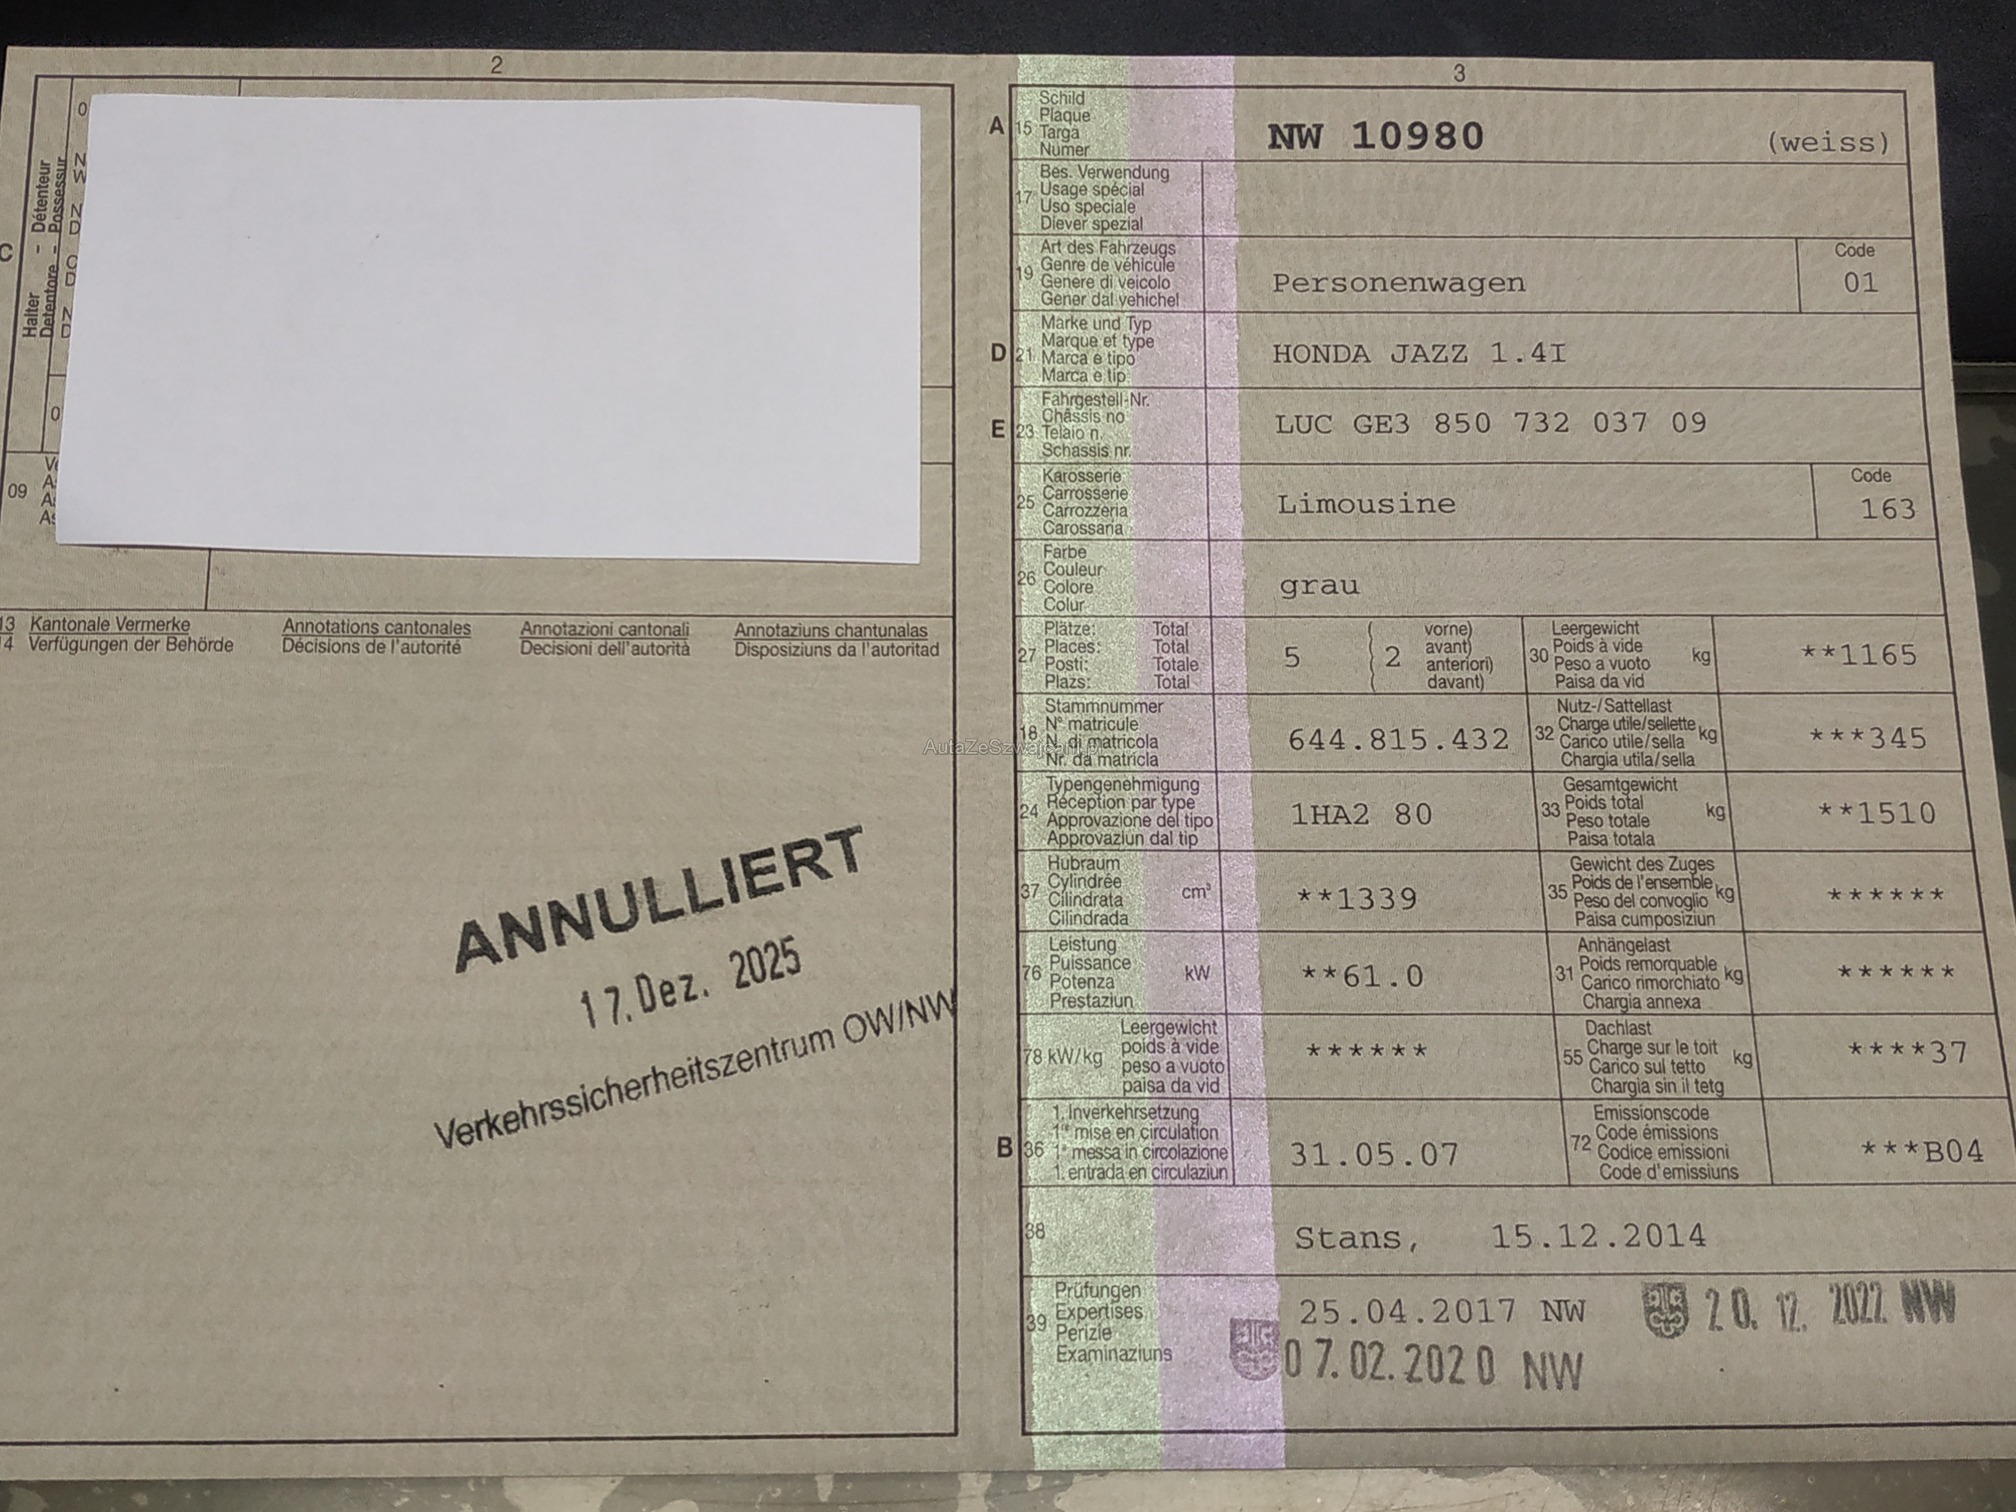 2
0
N
W
N
D
O
D
N
D
0
C
Halter - Détenteur
Detentore - Possessur
09
A
A
As
13 Kantonale Vermerke Annotations cantonales Annotazioni cantonali Annotaziuns chantunalas
14 Verfügungen der Behörde Décisions de l'autorité Decisioni dell'autorità Disposiziuns da l'autoritad
ANNULLIERT
17. Dez. 2025
Verkehrssicherheitszentrum OW/NW
AutaZeSzwajcarii.pl
3
A 15 Schild
Plaque
Targa
Numer
NW 10980 (weiss)
17 Bes. Verwendung
Usage spécial
Uso speciale
Diever spezial
19 Art des Fahrzeugs
Genre de véhicule
Genere di veicolo
Gener dal vehichel
Personenwagen
Code
01
D 21 Marke und Typ
Marque et type
Marca e tipo
Marca e tip
HONDA JAZZ 1.4I
E 23 Fahrgestell-Nr.
Châssis no
Telaio n.
Schassis nr.
LUC GE3 850 732 037 09
25 Karosserie
Carrosserie
Carrozzeria
Carossaria
Limousine
Code
163
26 Farbe
Couleur
Colore
Colur
grau
27 Plätze: Total
Places: Total
Posti: Totale
Plazs: Total
5 ( 2 vorne)
avant)
anteriori)
davant)
30 Leergewicht
Poids à vide
Peso a vuoto
Paisa da vid
kg
**1165
18 Stammnummer
N° matricule
N. di matricola
Nr. da matricla
644.815.432
32 Nutz-/Sattellast
Charge utile/sellette
Carico utile/sella
Chargia utila/sella
kg
***345
24 Typengenehmigung
Réception par type
Approvazione del tipo
Approvaziun dal tip
1HA2 80
33 Gesamtgewicht
Poids total
Peso totale
Paisa totala
kg
**1510
37 Hubraum
Cylindrée
Cilindrata
Cilindrada
cm³
**1339
35 Gewicht des Zuges
Poids de l'ensemble
Peso del convoglio
Paisa cumposiziun
kg
******
76 Leistung
Puissance
Potenza
Prestaziun
kW
**61.0
31 Anhängelast
Poids remorquable
Carico rimorchiato
Chargia annexa
kg
******
78 kW/kg Leergewicht
poids à vide
peso a vuoto
paisa da vid
******
55 Dachlast
Charge sur le toit
Carico sul tetto
Chargia sin il tetg
kg
****37
B 36 1. Inverkehrsetzung
1re mise en circulation
1a messa in circolazione
1. entrada en circulaziun
31.05.07
72 Emissionscode
Code émissions
Codice emissioni
Code d'emissiuns
***B04
38
Stans, 15.12.2014
39 Prüfungen
Expertises
Perizie
Examinaziuns
25.04.2017 NW 20. 12. 2022 NW
07.02.2020 NW